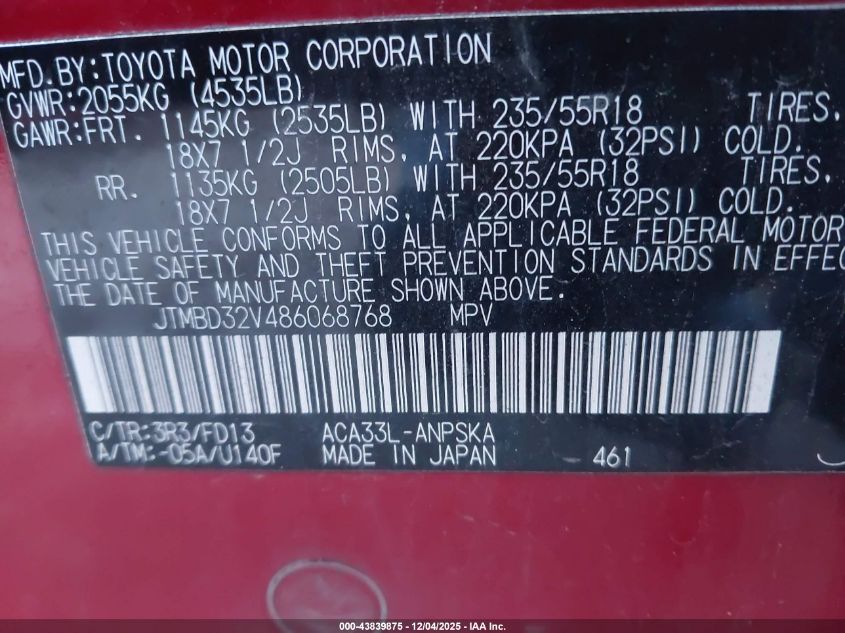 MFD.BY:TOYOTA MOTOR CORPORATION
GVWR:2055KG (4535LB)
GAWR:FRT. 1145KG (2535LB) WITH 235/55R18 TIRES,
18X7 1/2J RIMS, AT 220KPA (32PSI) COLD.
RR. 1135KG (2505LB) WITH 235/55R18 TIRES,
18X7 1/2J RIMS, AT 220KPA (32PSI) COLD.
THIS VEHICLE CONFORMS TO ALL APPLICABLE FEDERAL MOTOR
VEHICLE SAFETY AND THEFT PREVENTION STANDARDS IN EFFEC
THE DATE OF MANUFACTURE SHOWN ABOVE.
JTMBD32V486068768 MPV
C/TR:3R3/FD13 ACA33L-ANPSKA
A/TM:-05A/U140F MADE IN JAPAN 461
000-43839875 - 12/04/2025 - IAA Inc.